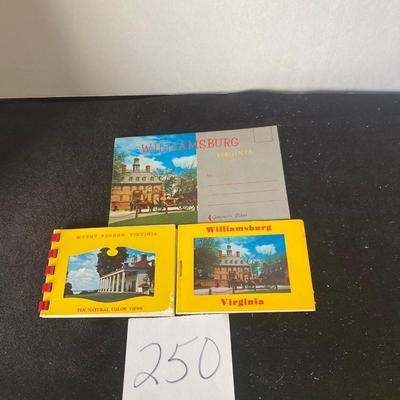 WILLIAMSBURG
VIRGINIA
Governor's Palace
MOUNT VERNON, VIRGINIA
TEN NATURAL COLOR VIEWS
Williamsburg
Virginia
250